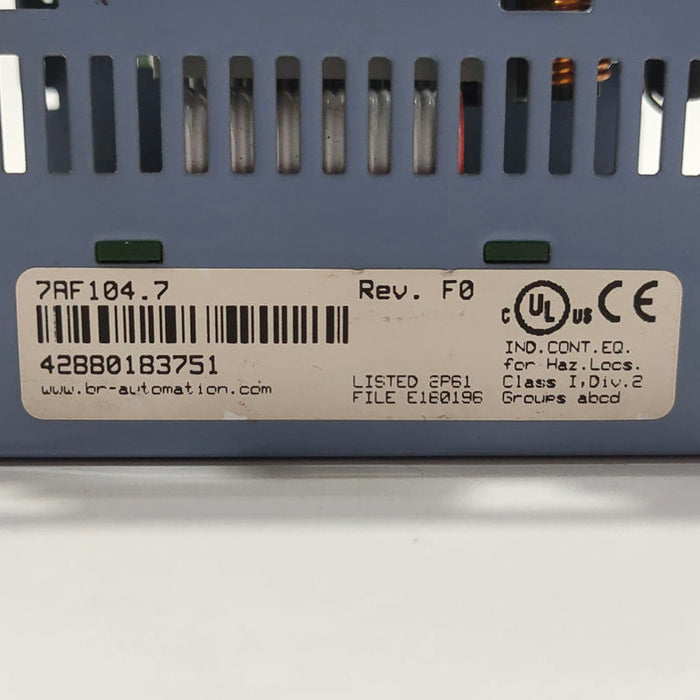 7AF104.7
Rev. F0
42880183751
www.br-automation.com
LISTED 2P61
FILE E160196
c UL us CE
IND.CONT.EQ.
for Haz.Locs.
Class I,Div.2
Groups abcd